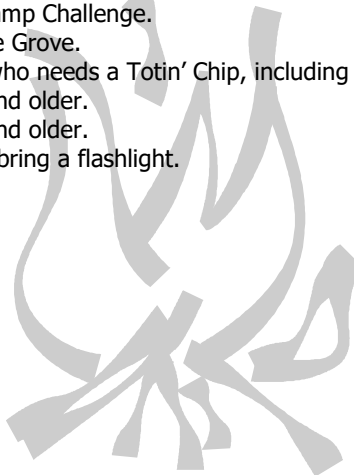 amp Challenge.
e Grove.
who needs a Totin’ Chip, including
nd older.
nd older.
bring a flashlight.